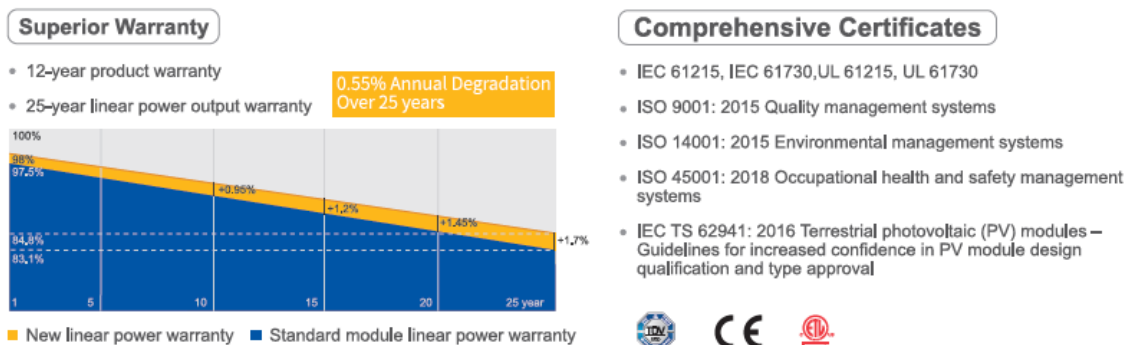 Superior Warranty
12–year product warranty
25–year linear power output warranty
0.55% Annual Degradation
Over 25 years
100%
98%
97.5%
+0.95%
+1,2%
+1.45%
+1.7%
84.8%
83.1%
1 5 10 15 20 25 year
New linear power warranty Standard module linear power warranty
Comprehensive Certificates
IEC 61215, IEC 61730,UL 61215, UL 61730
ISO 9001: 2015 Quality management systems
ISO 14001: 2015 Environmental management systems
ISO 45001: 2018 Occupational health and safety management
systems
IEC TS 62941: 2016 Terrestrial photovoltaic (PV) modules –
Guidelines for increased confidence in PV module design
qualification and type approval
TÜV
CE
ETL